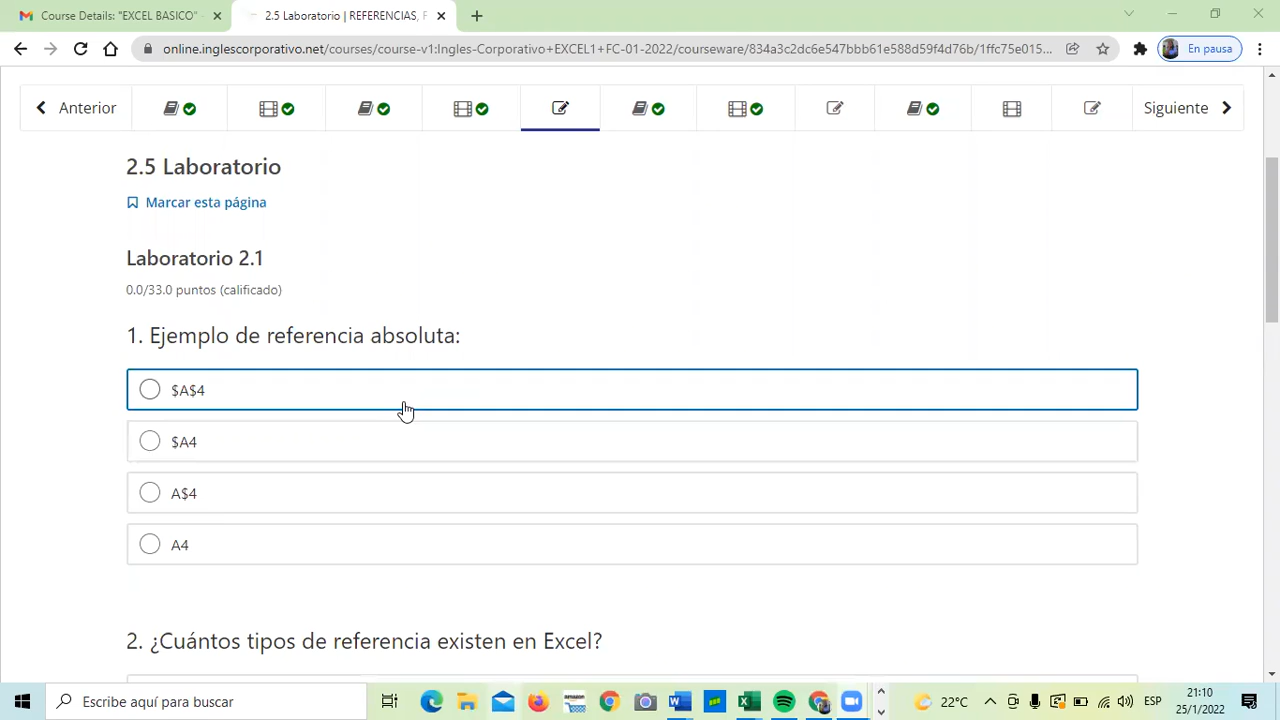 Course Details: "EXCEL BASICO" -
2.5 Laboratorio | REFERENCIAS, F
online.inglescorporativo.net/courses/course-v1:Ingles-Corporativo+EXCEL1+FC-01-2022/courseware/834a3c2dc6e547bbb61e588d59f4d76b/1ffc75e015...
En pausa
Anterior
Siguiente
2.5 Laboratorio
Marcar esta página
Laboratorio 2.1
0.0/33.0 puntos (calificado)
1. Ejemplo de referencia absoluta:
$A$4
$A4
A$4
A4
2. ¿Cuántos tipos de referencia existen en Excel?
Escribe aquí para buscar
amazon
22°C
ESP
21:10
25/1/2022